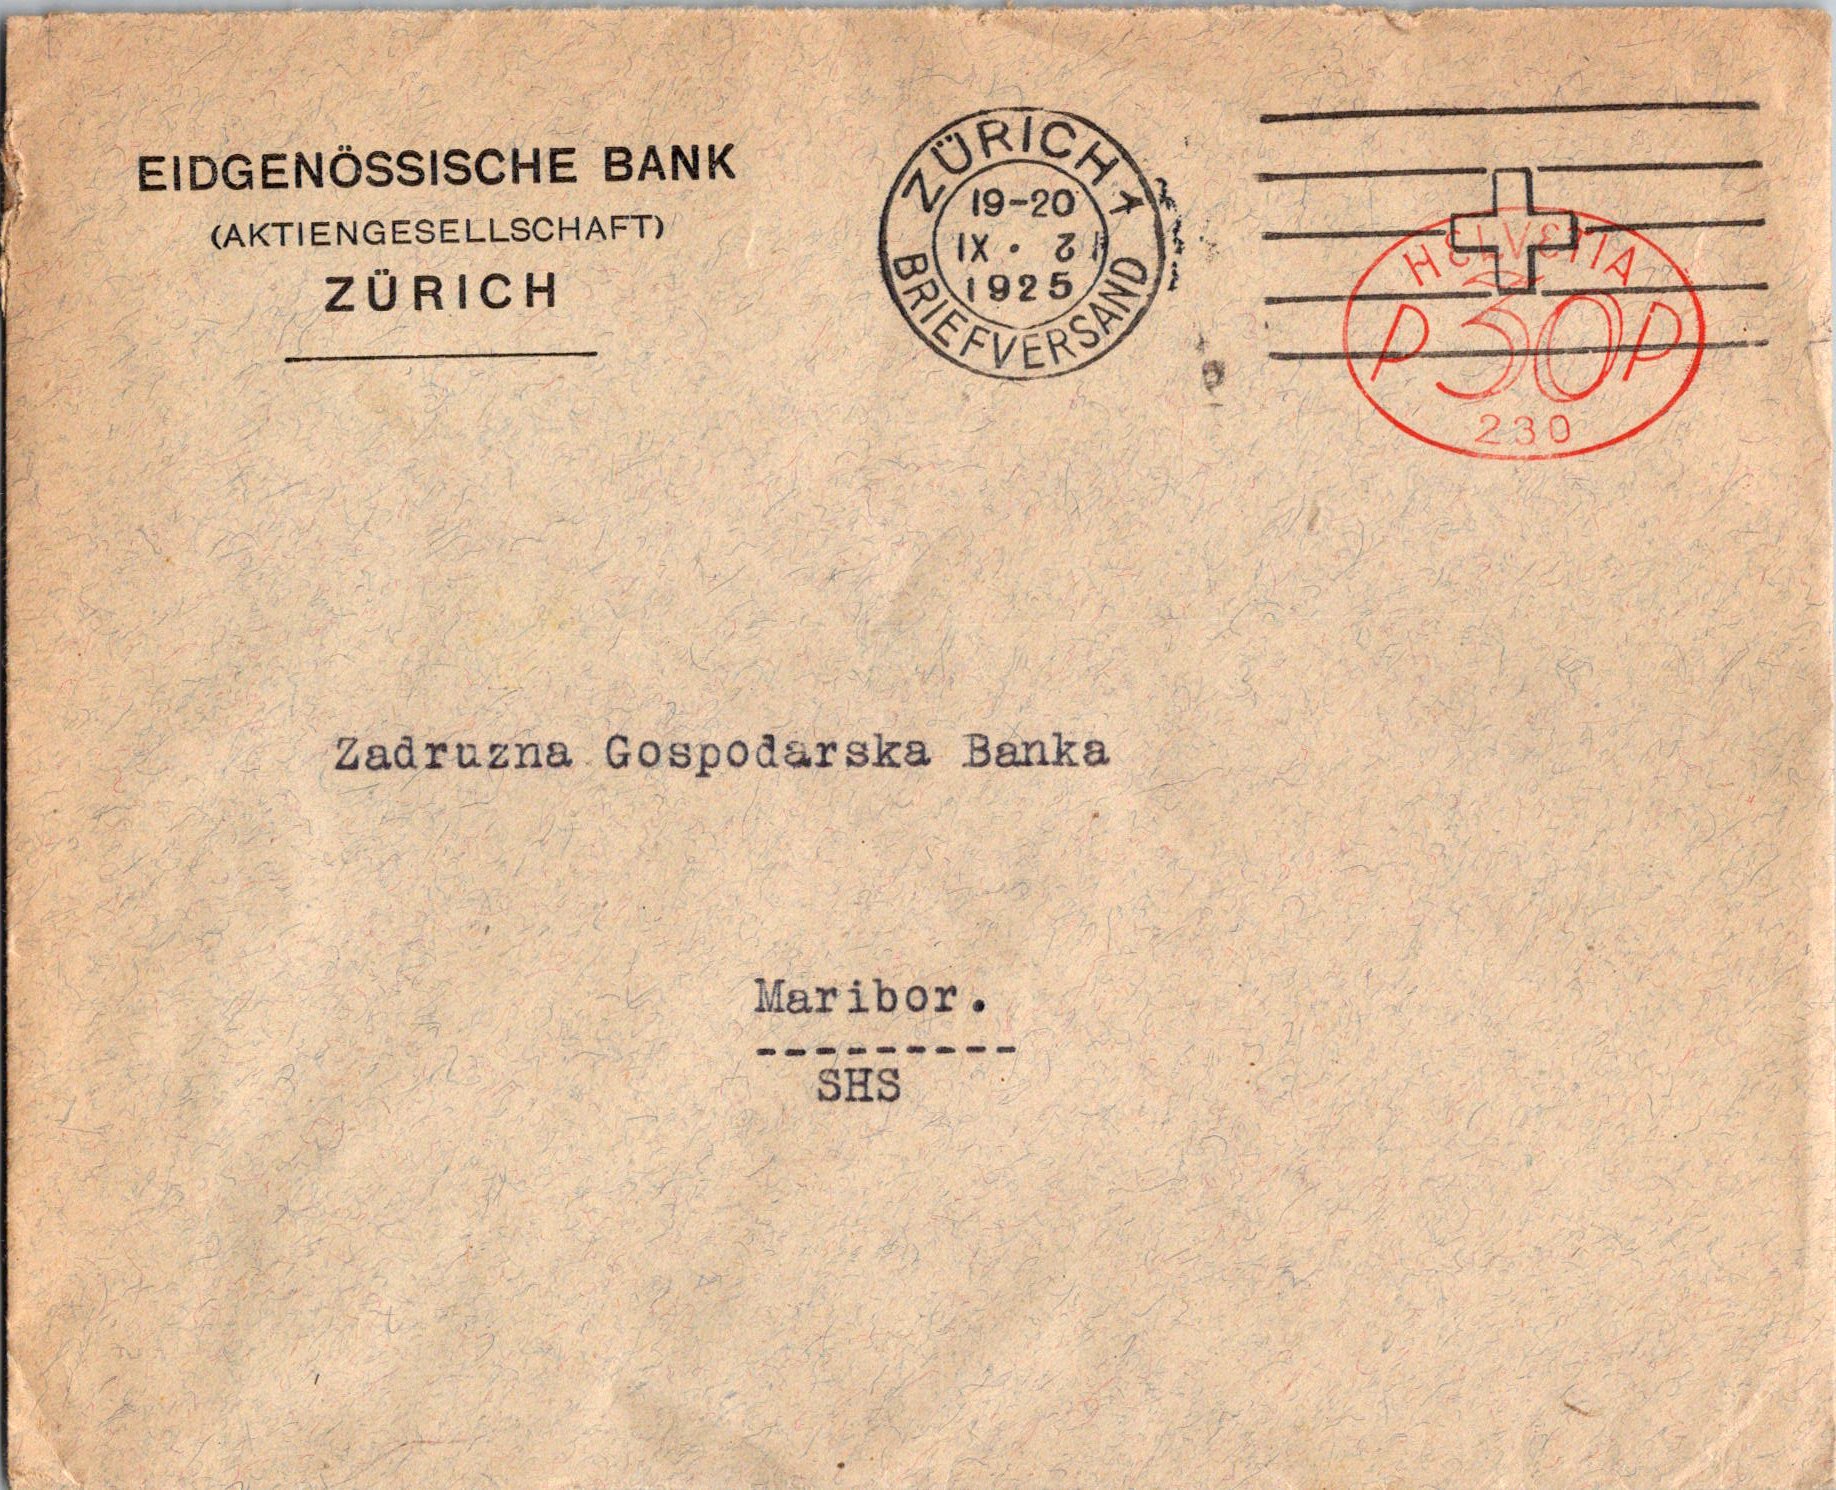 EIDGENÖSSISCHE BANK
(AKTIENGESELLSCHAFT)
ZÜRICH
ZÜRICH 1
19-20
IX. 21
1925
BRIEFVERSAND
HELVETIA
P 30 P
230
Zadruzna Gospodarska Banka
Maribor.
---------
SHS